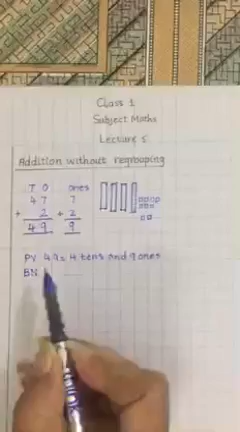 Class 1
Subject Maths
Lecture 5
Addition without regrouping
T O ones
4 7 7
+ 2 + 2
4 9 9
PV 49 = 4 tens and 9 ones
BN